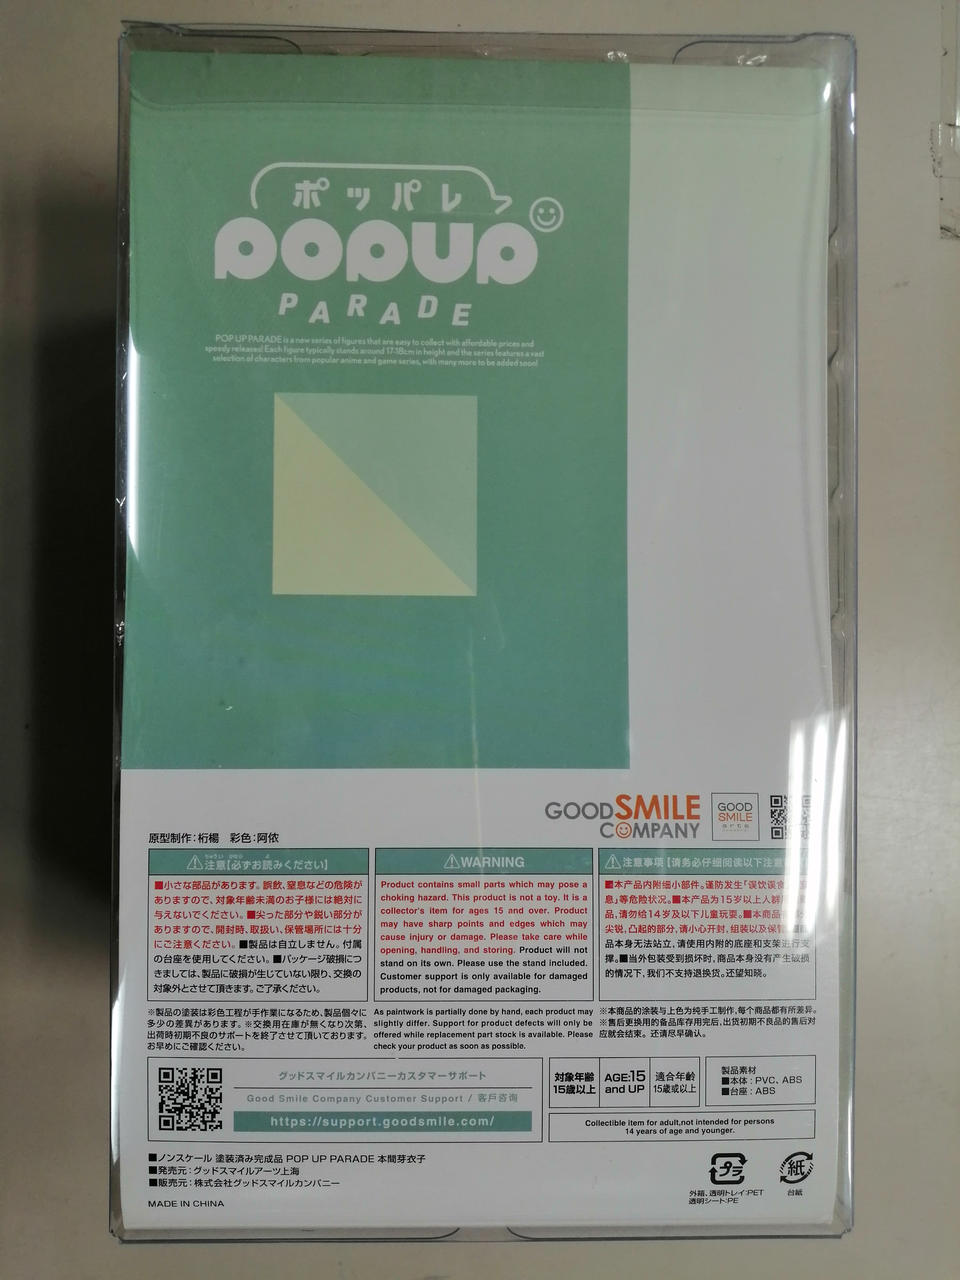 ポッパレ
POPUP
PARADE
POP UP PARADE is a new series of figures that are easy to collect with affordable prices and
speedy releases! Each figure typically stands around 17-18cm in height and the series features a vast
selection of characters from popular anime and game series, with many more to be added soon!
GOOD SMILE
COMPANY
GOOD
SMILE
arts
原型制作：桁楊 彩色：阿依
注意【必ずお読みください】
■小さな部品があります。誤飲、窒息などの危険が
ありますので、対象年齢未満のお子様には絶対に
与えないでください。■尖った部分や鋭い部分が
ありますので、開封時、取扱い、保管場所には十分
にご注意ください。■製品は自立しません。付属
の台座を使用してください。■パッケージ破損につ
きましては、製品に破損が生じていない限り、交換の
対象外とさせて頂きます。ご了承ください。
WARNING
Product contains small parts which may pose a
choking hazard. This product is not a toy. It is a
collector's item for ages 15 and over. Product
may have sharp points and edges which may
cause injury or damage. Please take care while
opening, handling, and storing. Product will not
stand on its own. Please use the stand included.
Customer support is only available for damaged
products, not for damaged packaging.
注意事项【请务必仔细阅读以下注意
■本产品内附细小部件。谨防发生「误饮误食
息」等危险状况。■本产品为15岁以上人群
品，请勿给14岁及以下儿童玩耍。■本商品
尖锐，凸起的部分，请小心开封，组装以及保管
品本身无法站立，请使用内附的底座和支架进行支
撑。■当外包装受到损坏时，商品本身没有产生破损
的情况下，我们不支持退换货。还望知晓。
※製品の塗装は彩色工程が手作業になるため、製品個々に
多少の差異があります。※交換用在庫が無くなり次第、
出荷時初期不良のサポートを終了させて頂いております。
お早めにご確認ください。
As paintwork is partially done by hand, each product may
slightly differ. Support for product defects will only be
offered while replacement part stock is available. Please
check your product as soon as possible.
※本商品的涂装与上色为纯手工制作，每个商品都有所差异。
※售后更换用的备品库存用完后，出货初期不良品的售后对
应就会结束。还请尽早确认。
グッドスマイルカンパニーカスタマーサポート
Good Smile Company Customer Support / 客戶咨询
https://support.goodsmile.com/
対象年齢
15歳以上
AGE:15
and UP
適合年齡
15歲或以上
製品素材
■本体：PVC、ABS
■台座：ABS
Collectible item for adult,not intended for persons
14 years of age and younger.
■ノンスケール 塗装済み完成品 POP UP PARADE 本間芽衣子
■発売元：グッドスマイルアーツ上海
■販売元：株式会社グッドスマイルカンパニー
MADE IN CHINA
プラ
外箱、透明トレイ:PET
透明シート:PE
紙
台紙